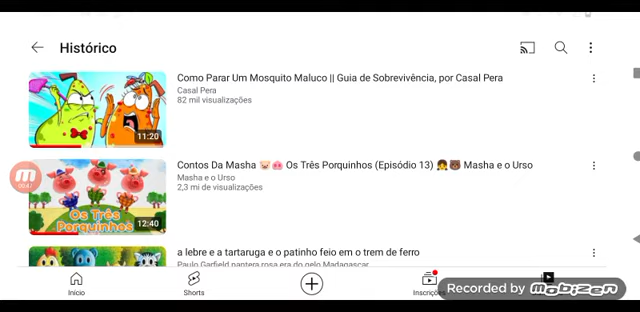 Histórico
Como Parar Um Mosquito Maluco || Guia de Sobrevivência, por Casal Pera
Casal Pera
82 mil visualizações
11:20
Contos Da Masha 🐷🐽 Os Três Porquinhos (Episódio 13) 👧🐻 Masha e o Urso
Masha e o Urso
2,3 mi de visualizações
Os Três
Porquinhos
12:40
a lebre e a tartaruga e o patinho feio em o trem de ferro
Paulo Garfield pantera rosa era do gelo Madagascar
Início
Shorts
Inscrições
Recorded by mobizen